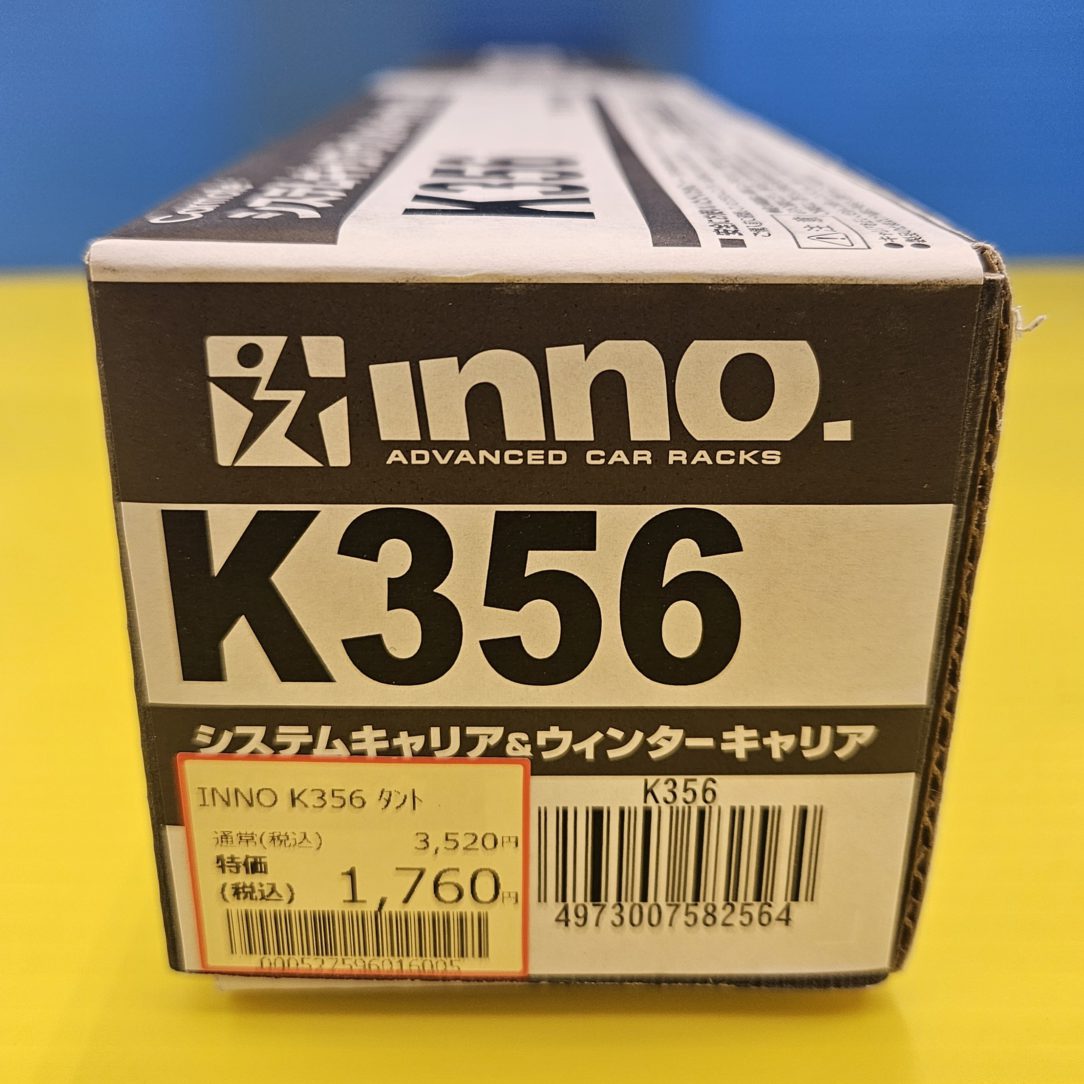 K356
注意
inno.
ADVANCED CAR RACKS
K356
システムキャリア&ウィンターキャリア
INNO K356 タント
通常(税込) 3,520円
特価
(税込) 1,760円
K356
4973007582564